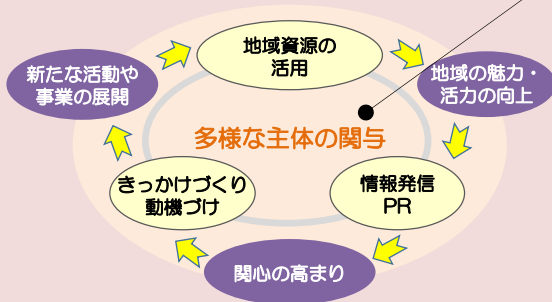 地域資源の
活用
新たな活動や
事業の展開
地域の魅力・
活力の向上
多様な主体の関与
きっかけづくり
動機づけ
情報発信
PR
関心の高まり